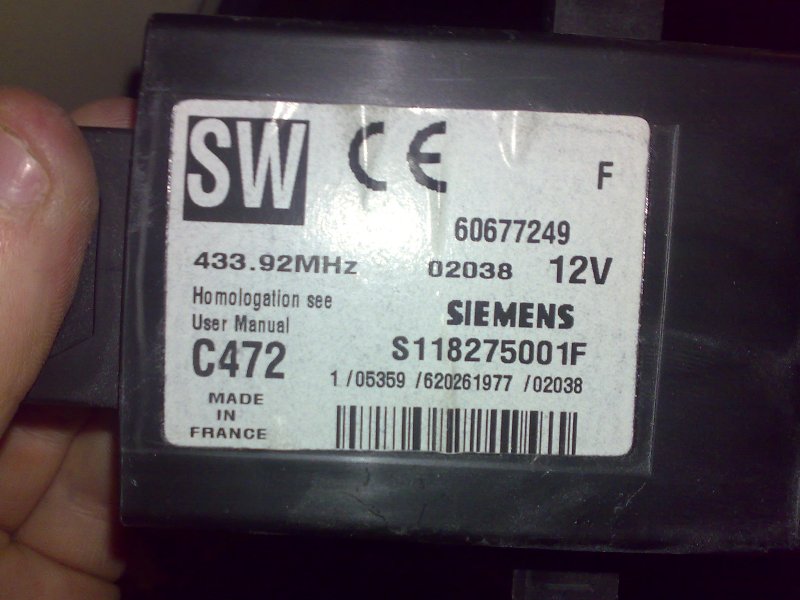 SW CE F
60677249
433.92MHz 02038 12V
Homologation see
User Manual
SIEMENS
C472
S118275001F
1 /05359 /620261977 /02038
MADE
IN
FRANCE